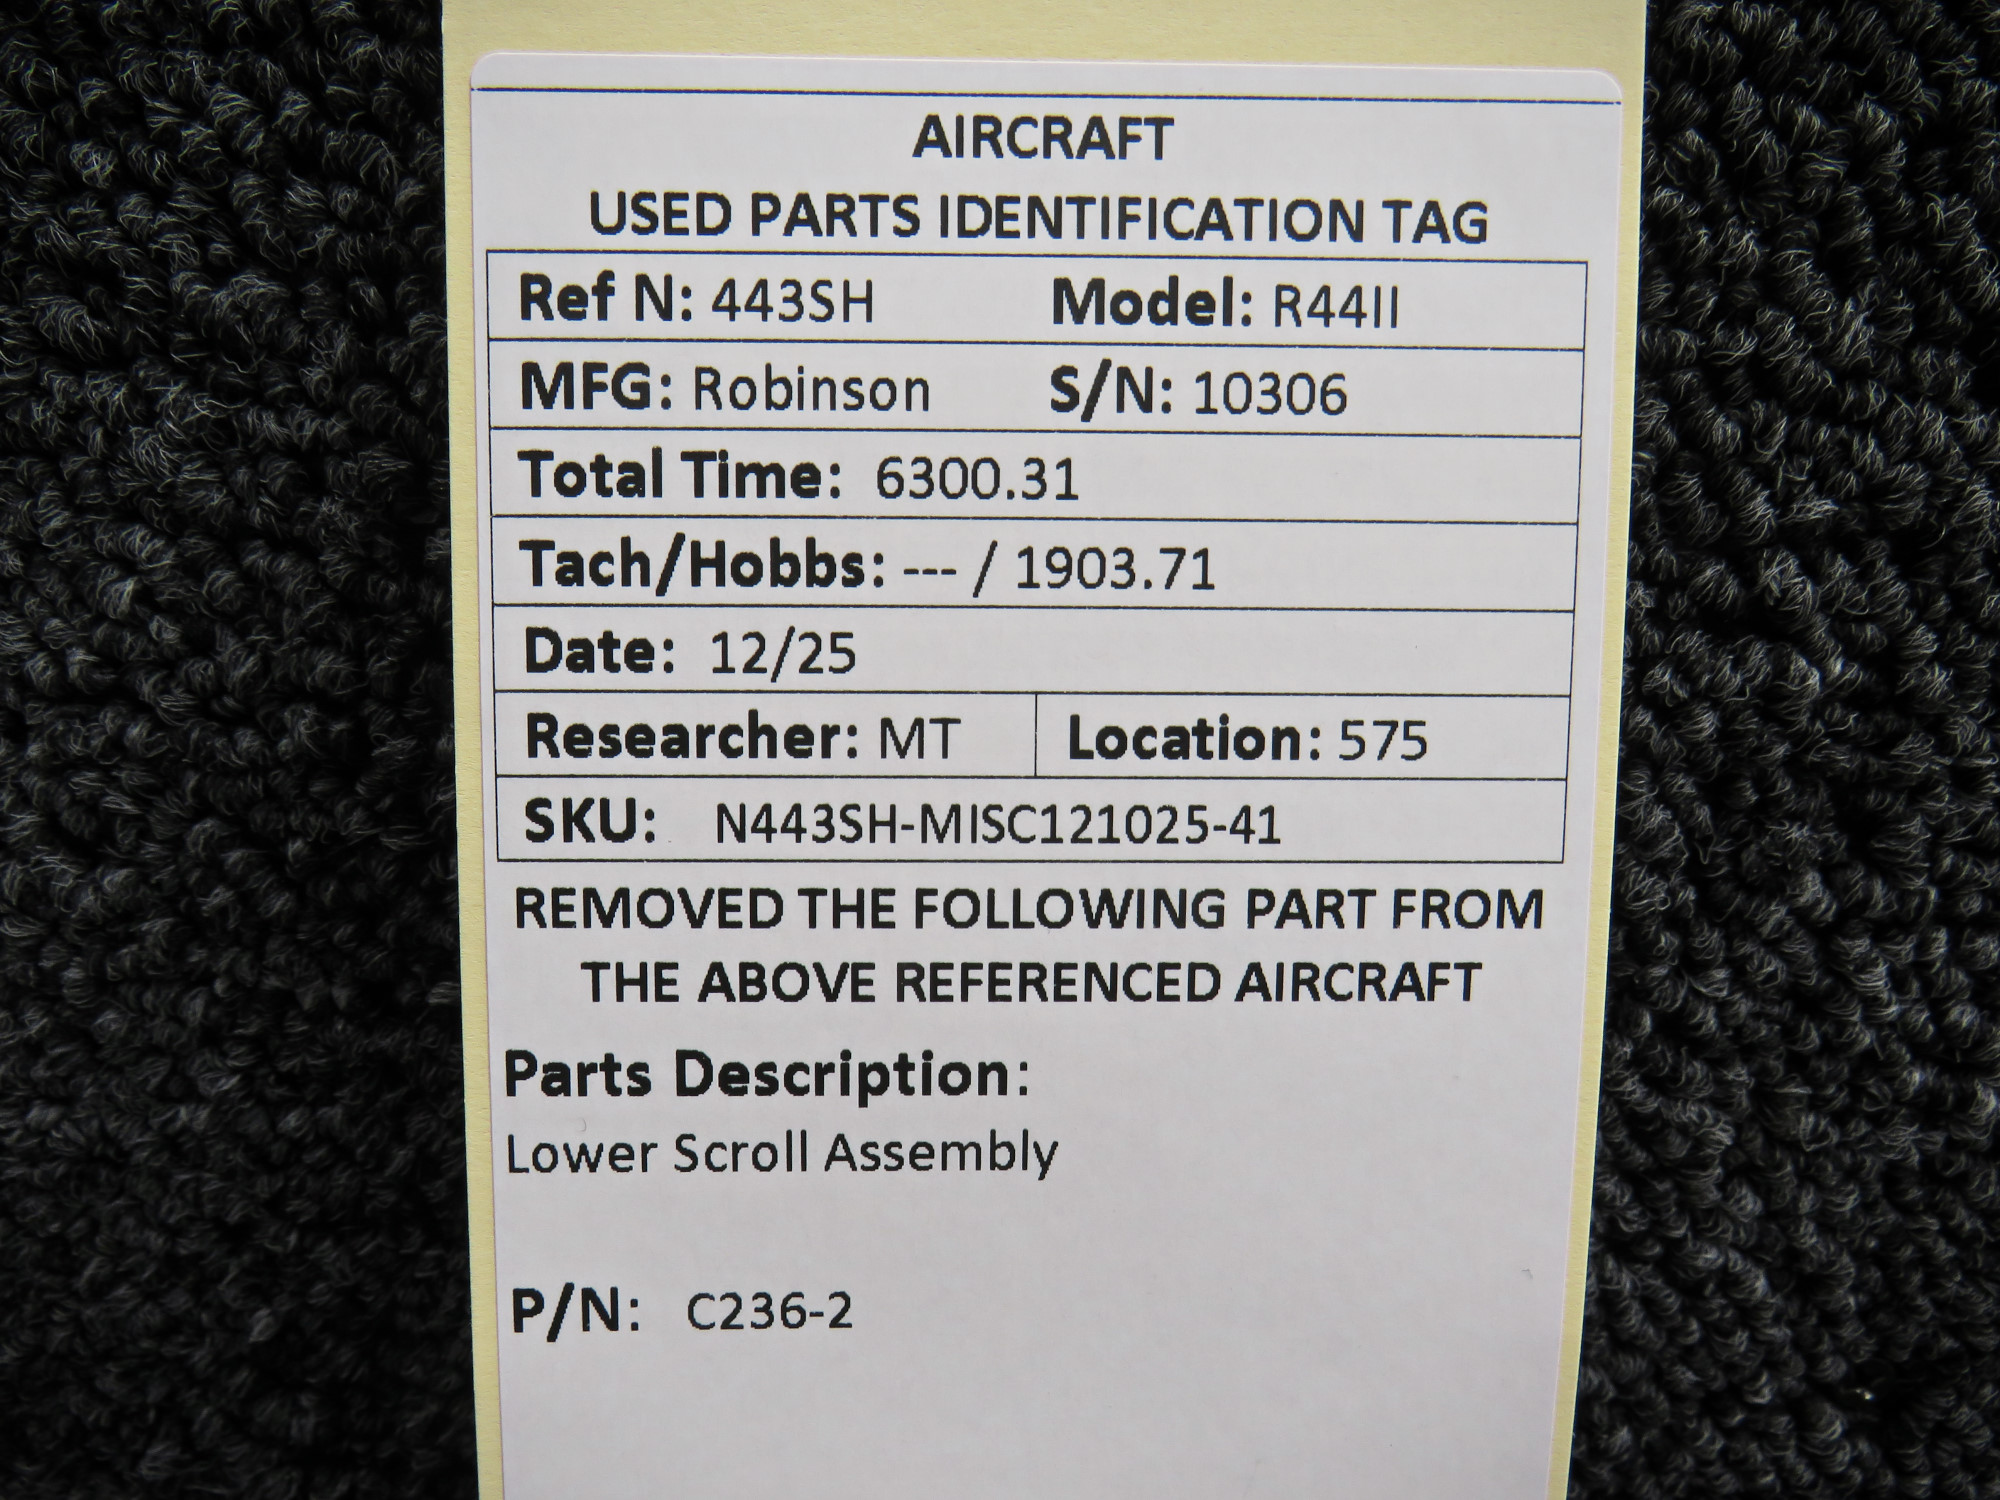 AIRCRAFT
USED PARTS IDENTIFICATION TAG
Ref N: 443SH Model: R44II
MFG: Robinson S/N: 10306
Total Time: 6300.31
Tach/Hobbs: --- / 1903.71
Date: 12/25
Researcher: MT Location: 575
SKU: N443SH-MISC121025-41
REMOVED THE FOLLOWING PART FROM
THE ABOVE REFERENCED AIRCRAFT
Parts Description:
Lower Scroll Assembly
P/N: C236-2